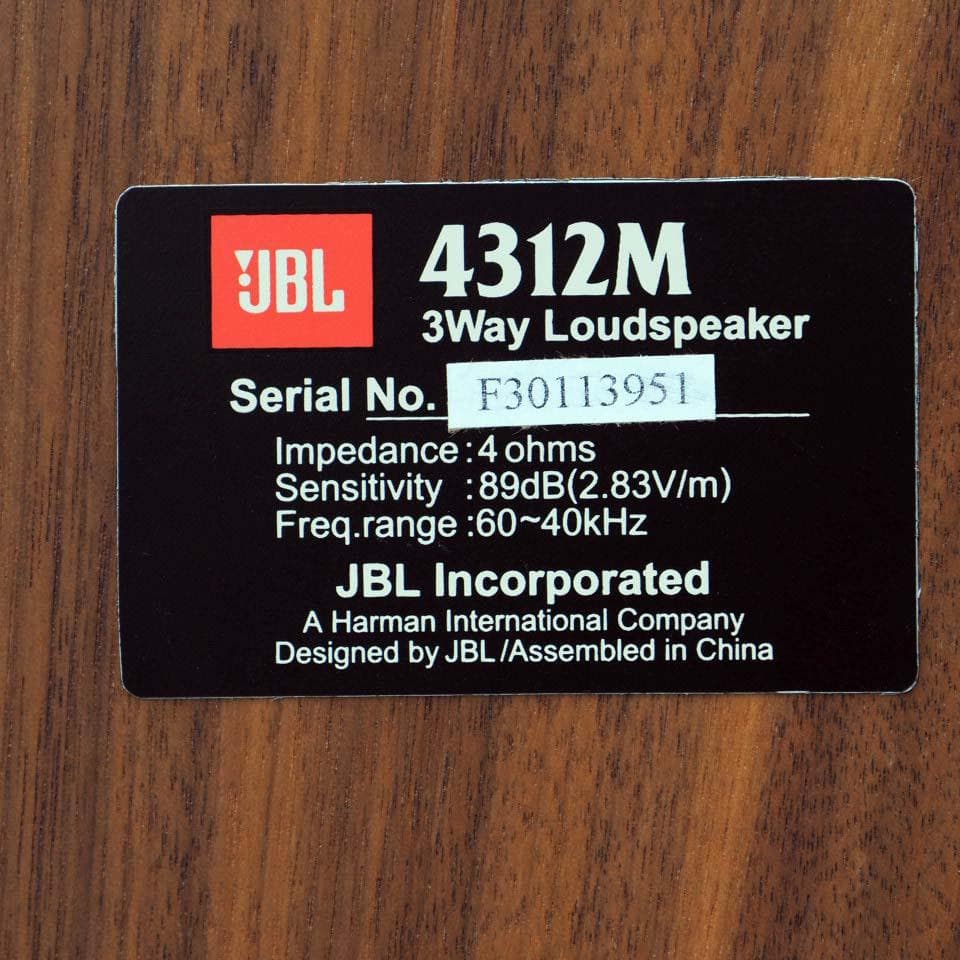 JBL
4312M
3Way Loudspeaker
Serial No. F30113951
Impedance : 4 ohms
Sensitivity : 89dB(2.83V/m)
Freq.range : 60~40kHz
JBL Incorporated
A Harman International Company
Designed by JBL /Assembled in China